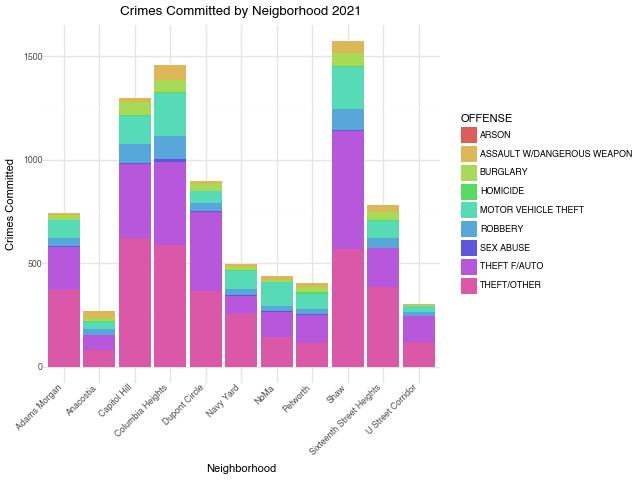 Crimes Committed by Neigborhood 2021
Crimes Committed
1500
1000
500
0
Adams Morgan
Anacostia
Capitol Hill
Columbia Heights
Dupont Circle
Navy Yard
NoMa
Petworth
Shaw
Sixteenth Street Heights
U Street Corridor
Neighborhood
OFFENSE
ARSON
ASSAULT W/DANGEROUS WEAPON
BURGLARY
HOMICIDE
MOTOR VEHICLE THEFT
ROBBERY
SEX ABUSE
THEFT F/AUTO
THEFT/OTHER